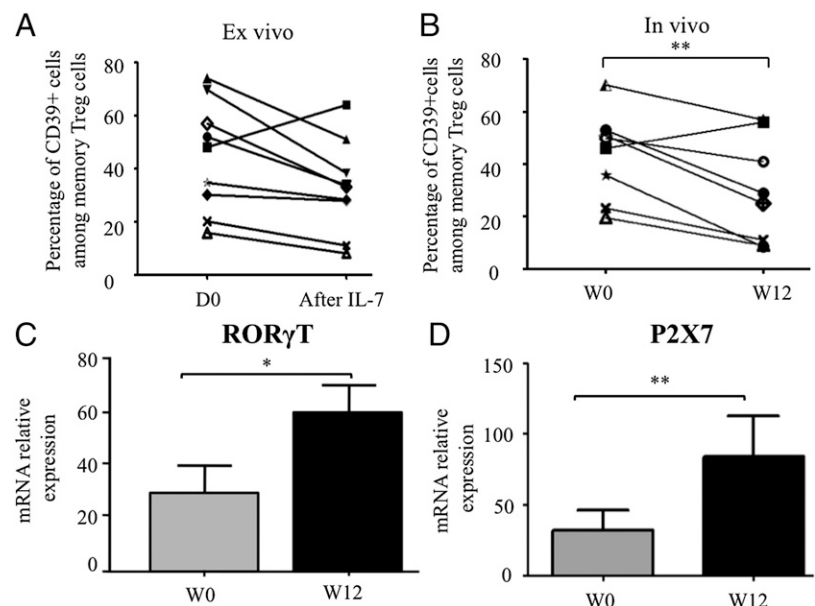 A
Ex vivo
Percentage of CD39+ cells
among memory Treg cells
80
60
40
20
0
D0
After IL-7
B
In vivo
**
Percentage of CD39+cells
among memory Treg cells
80
60
40
20
0
W0
W12
C
RORγT
*
mRNA relative
expression
80
60
40
20
0
W0
W12
D
P2X7
**
mRNA relative
expression
150
100
50
0
W0
W12